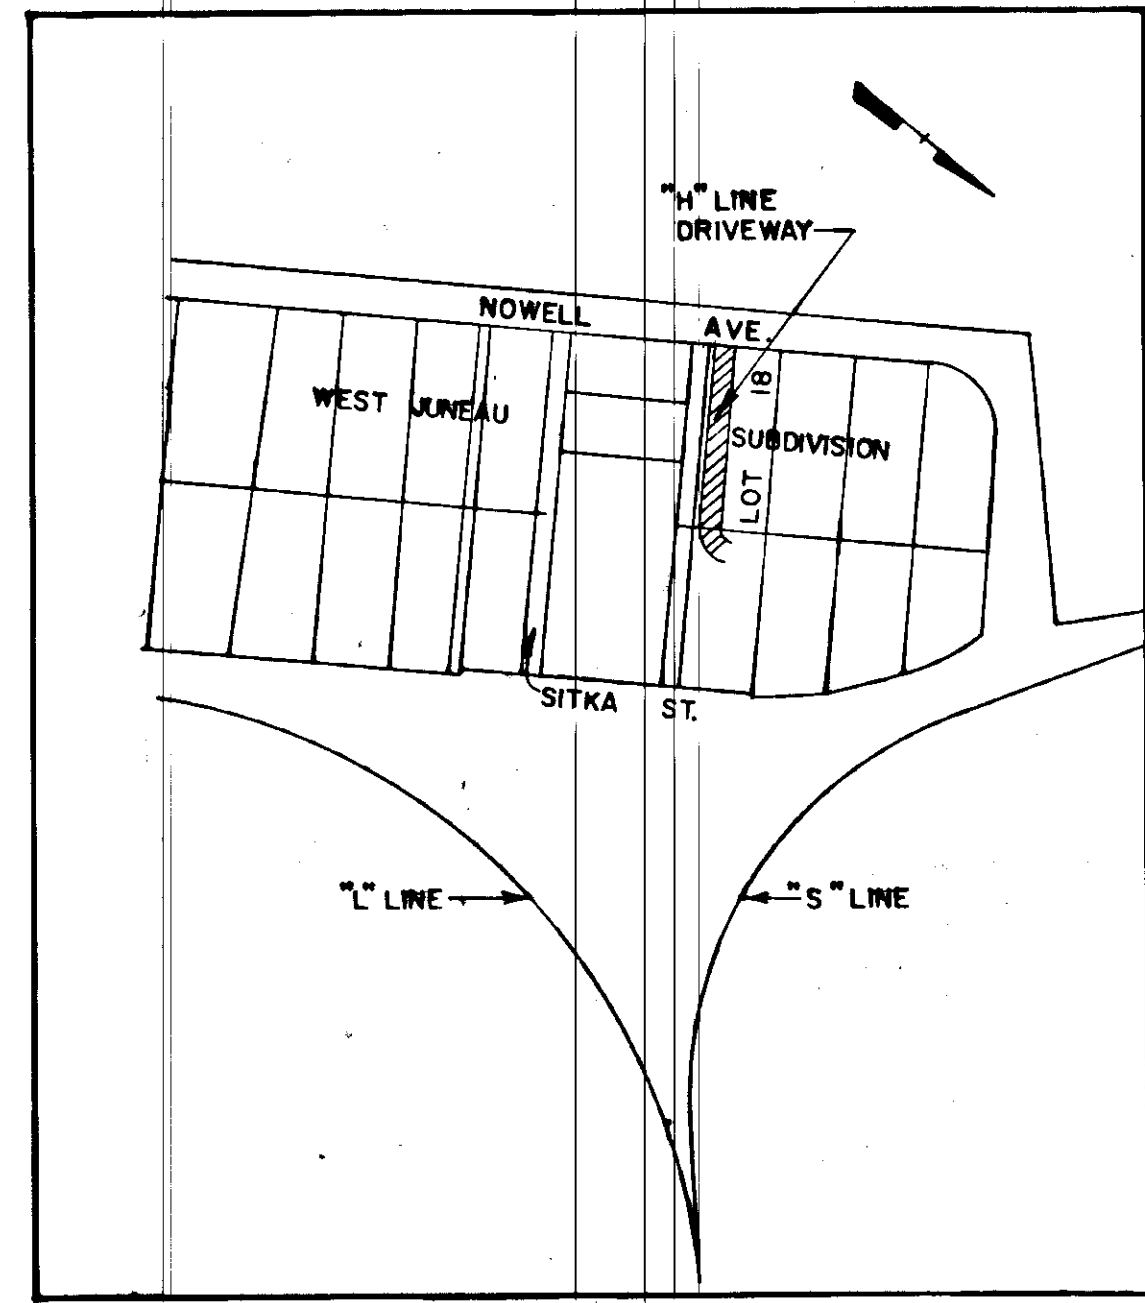 "H" LINE
DRIVEWAY
NOWELL AVE.
WEST JUNEAU SUBDIVISION
LOT 18
SITKA ST.
"L" LINE
"S" LINE